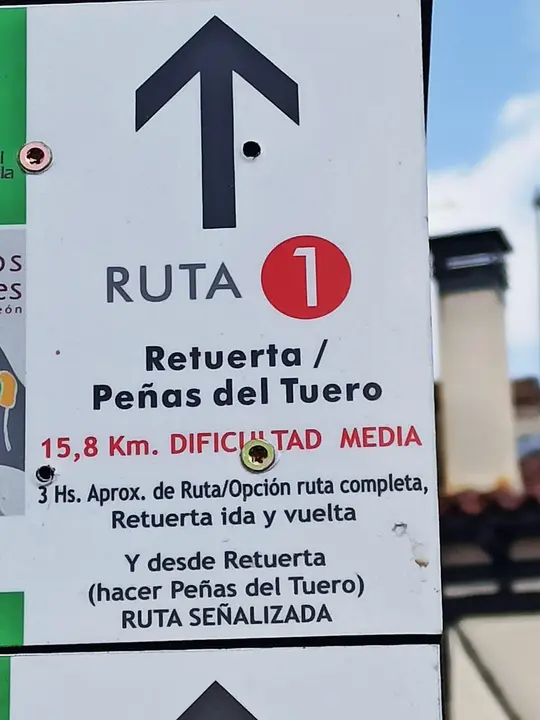 RUTA 1
Retuerta /
Peñas del Tuero
15,8 Km. DIFICULTAD MEDIA
3 Hs. Aprox. de Ruta/Opción ruta completa,
Retuerta ida y vuelta
Y desde Retuerta
(hacer Peñas del Tuero)
RUTA SEÑALIZADA